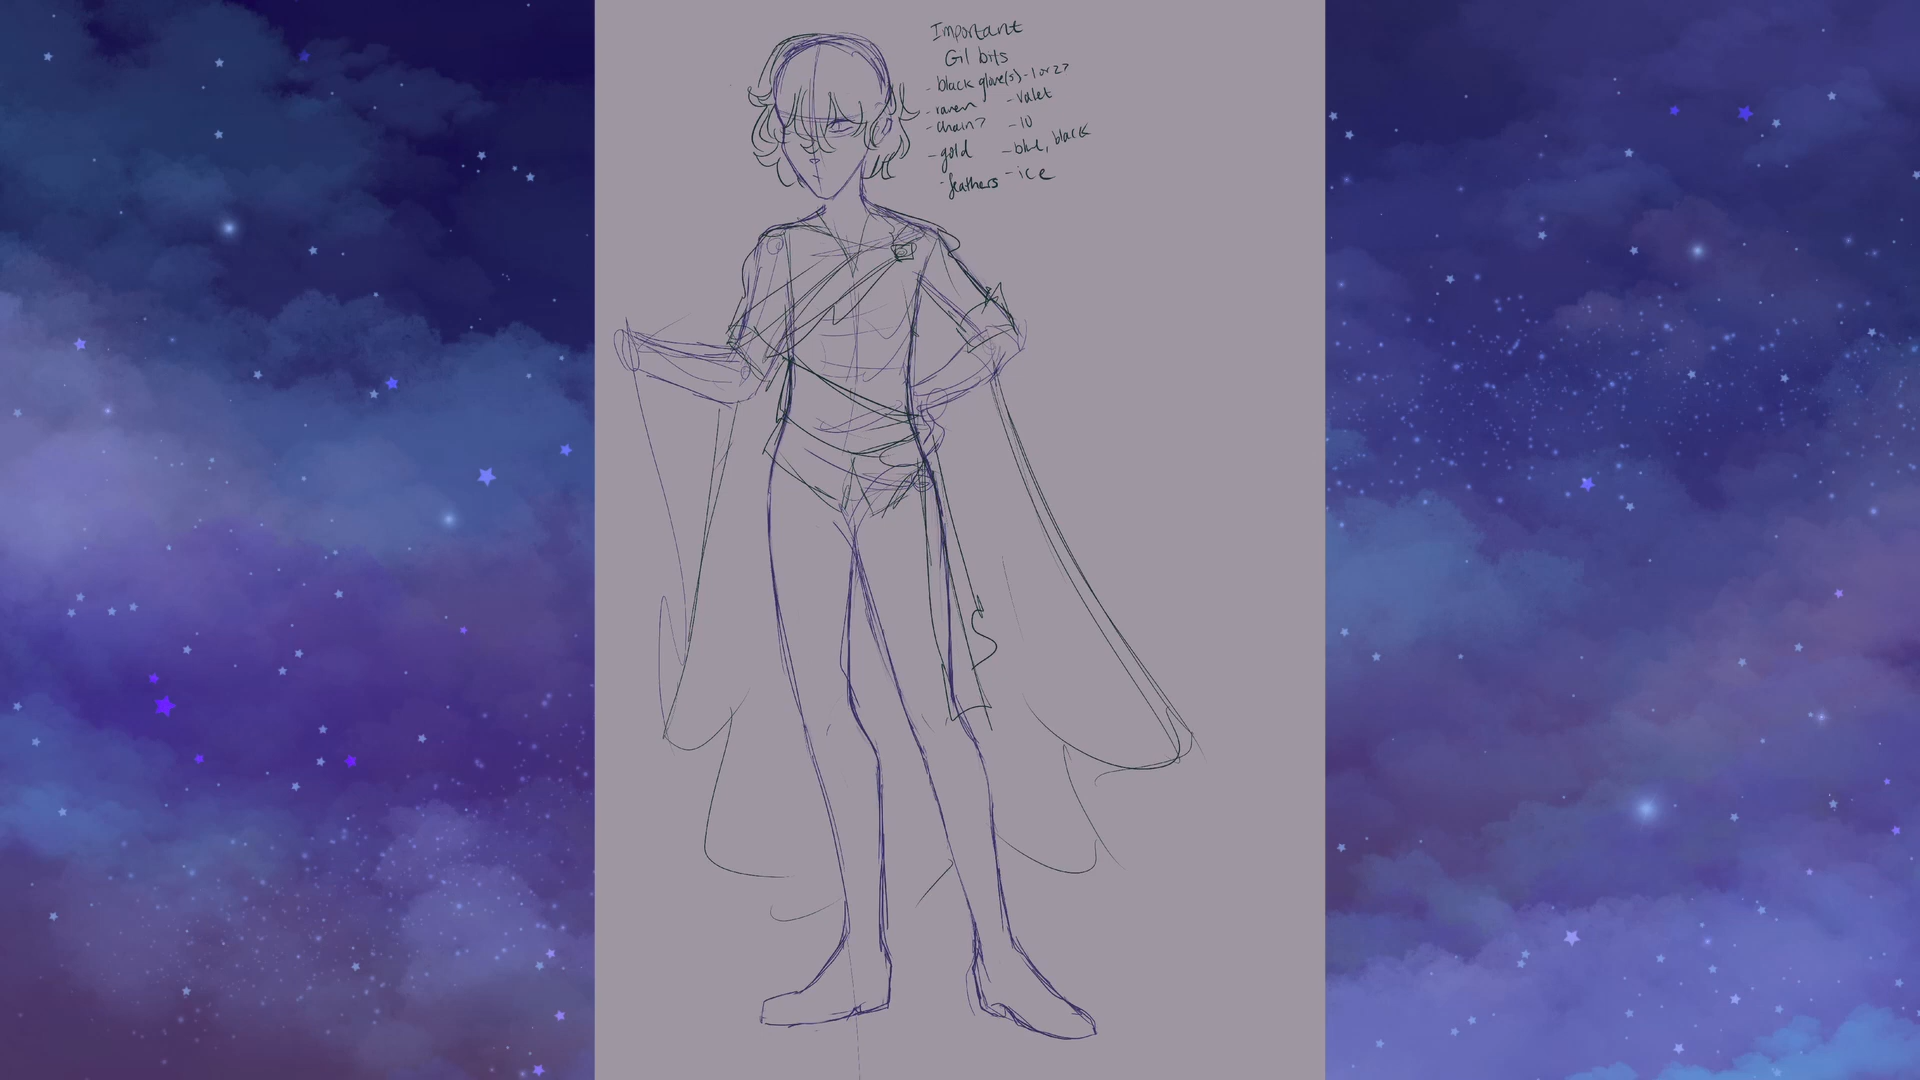 Important
Gil bits
- black glove(s) - 1 or 2?
- raven - valet
- chain? - 10
- gold - blue, black
- feathers - ice